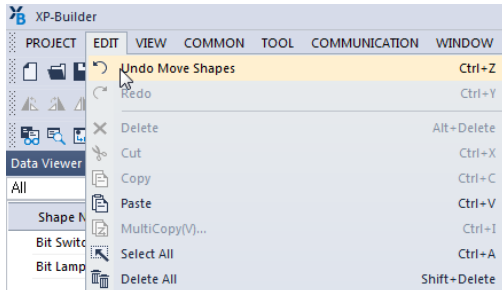 XP-Builder
PROJECT EDIT VIEW COMMON TOOL COMMUNICATION WINDOW
Undo Move Shapes Ctrl+Z
Redo Ctrl+Y
Delete Alt+Delete
Cut Ctrl+X
Copy Ctrl+C
Paste Ctrl+V
MultiCopy(V)... Ctrl+I
Select All Ctrl+A
Delete All Shift+Delete
Data Viewer
All
Shape N
Bit Switc
Bit Lamp